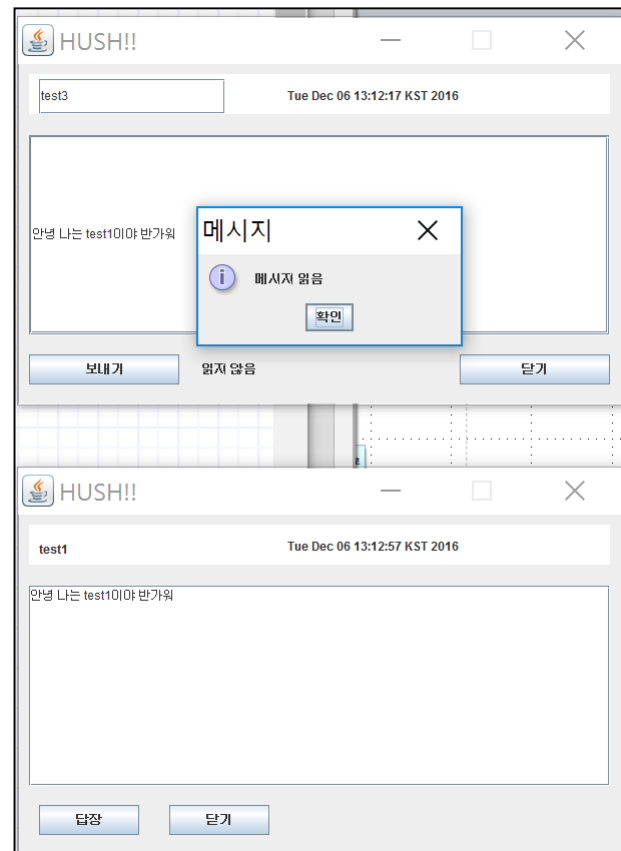 HUSH!!
test3
Tue Dec 06 13:12:17 KST 2016
안녕 나는 test1이야 반가워
메시지
메시지 읽음
확인
보내기
읽지 않음
닫기
HUSH!!
test1
Tue Dec 06 13:12:57 KST 2016
안녕 나는 test1이야 반가워
답장
닫기